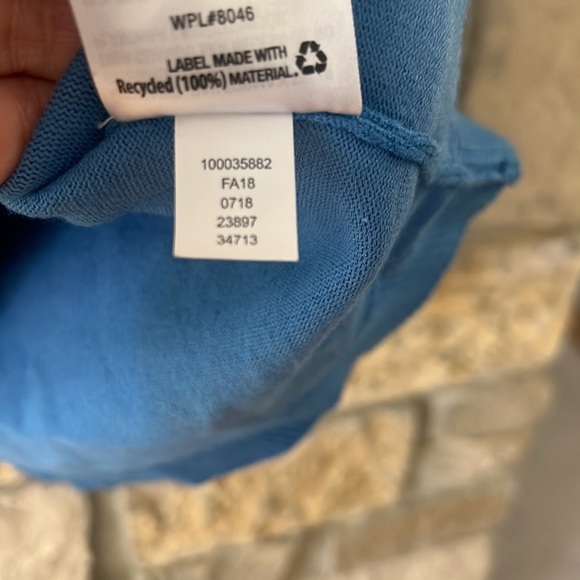 WPL#8046
LABEL MADE WITH
Recycled (100%) MATERIAL.
100035882
FA18
0718
23897
34713